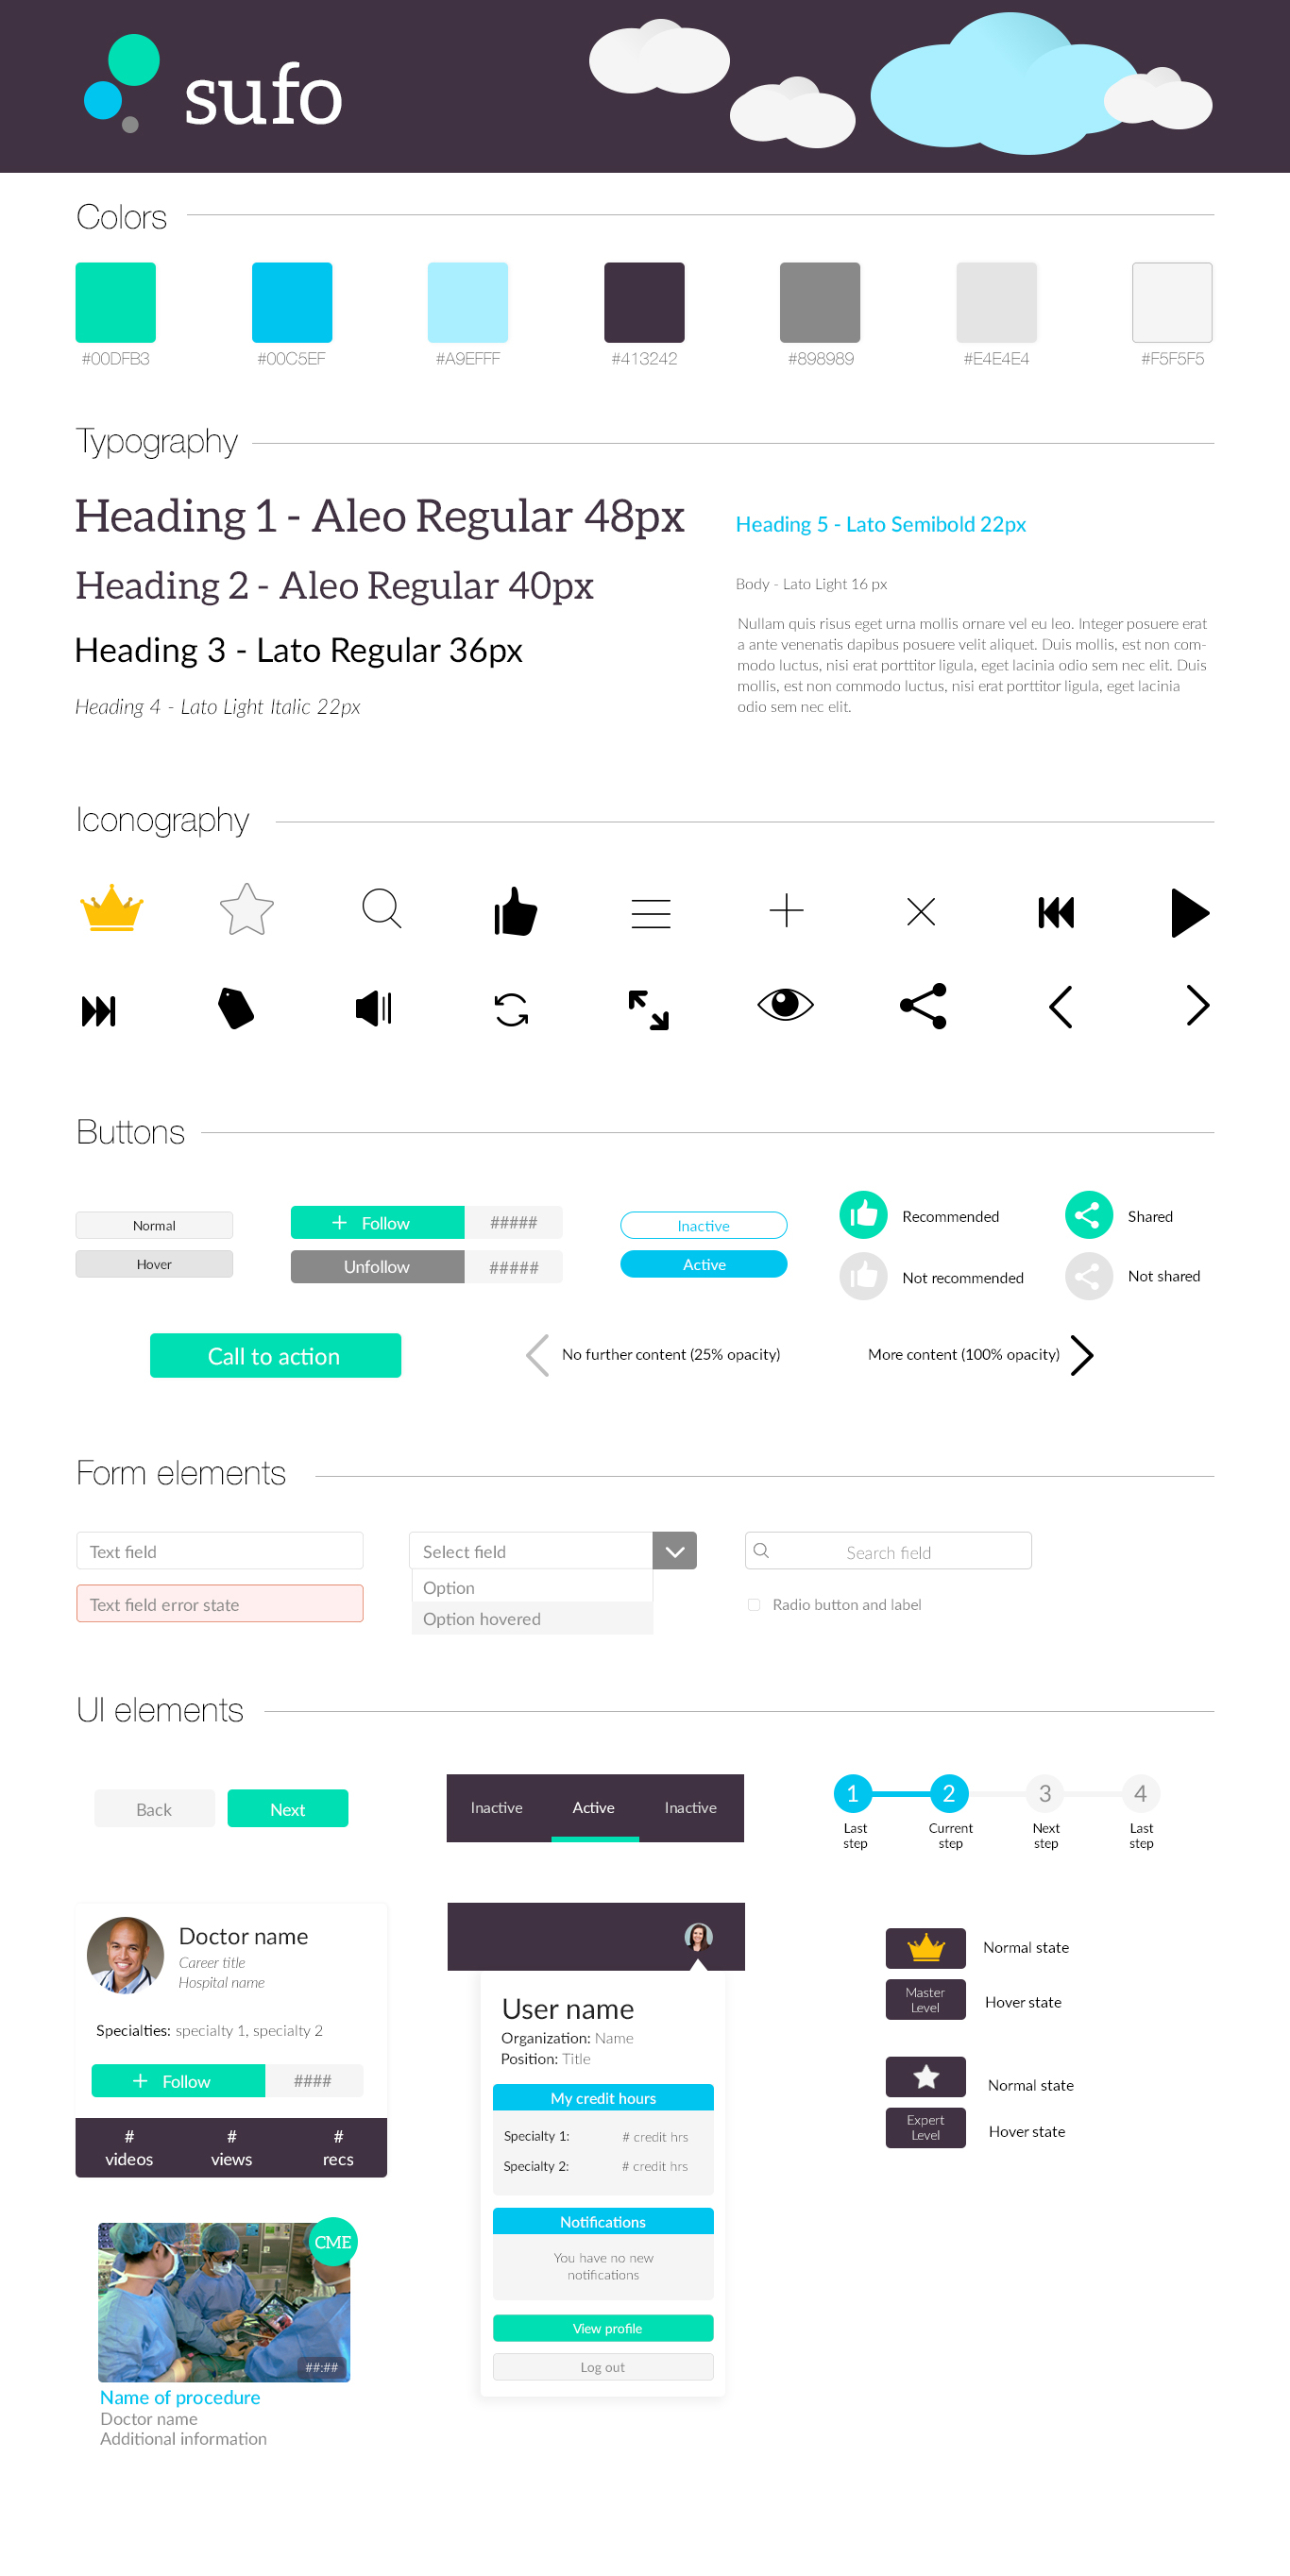 sufo
Colors
#00DFB3
#00C5EF
#A9EFFF
#413242
#898989
#E4E4E4
#F5F5F5
Typography
Heading 1 - Aleo Regular 48px
Heading 2 - Aleo Regular 40px
Heading 3 - Lato Regular 36px
Heading 4 - Lato Light Italic 22px
Heading 5 - Lato Semibold 22px
Body - Lato Light 16 px
Nullam quis risus eget urna mollis ornare vel eu leo. Integer posuere erat
a ante venenatis dapibus posuere velit aliquet. Duis mollis, est non com-
modo luctus, nisi erat porttitor ligula, eget lacinia odio sem nec elit. Duis
mollis, est non commodo luctus, nisi erat porttitor ligula, eget lacinia
odio sem nec elit.
Iconography
Buttons
Normal
Hover
Follow
#####
Unfollow
#####
Inactive
Active
Recommended
Not recommended
Shared
Not shared
Call to action
No further content (25% opacity)
More content (100% opacity)
Form elements
Text field
Text field error state
Select field
Option
Option hovered
Search field
Radio button and label
UI elements
Back
Next
Inactive
Active
Inactive
1
2
3
4
Last
step
Current
step
Next
step
Last
step
Doctor name
Career title
Hospital name
Specialties: specialty 1, specialty 2
Follow
####
#
videos
#
views
#
recs
User name
Organization: Name
Position: Title
My credit hours
Specialty 1:
# credit hrs
Specialty 2:
# credit hrs
Notifications
You have no new
notifications
View profile
Log out
Normal state
Master
Level
Hover state
Normal state
Expert
Level
Hover state
CME
##:##
Name of procedure
Doctor name
Additional information